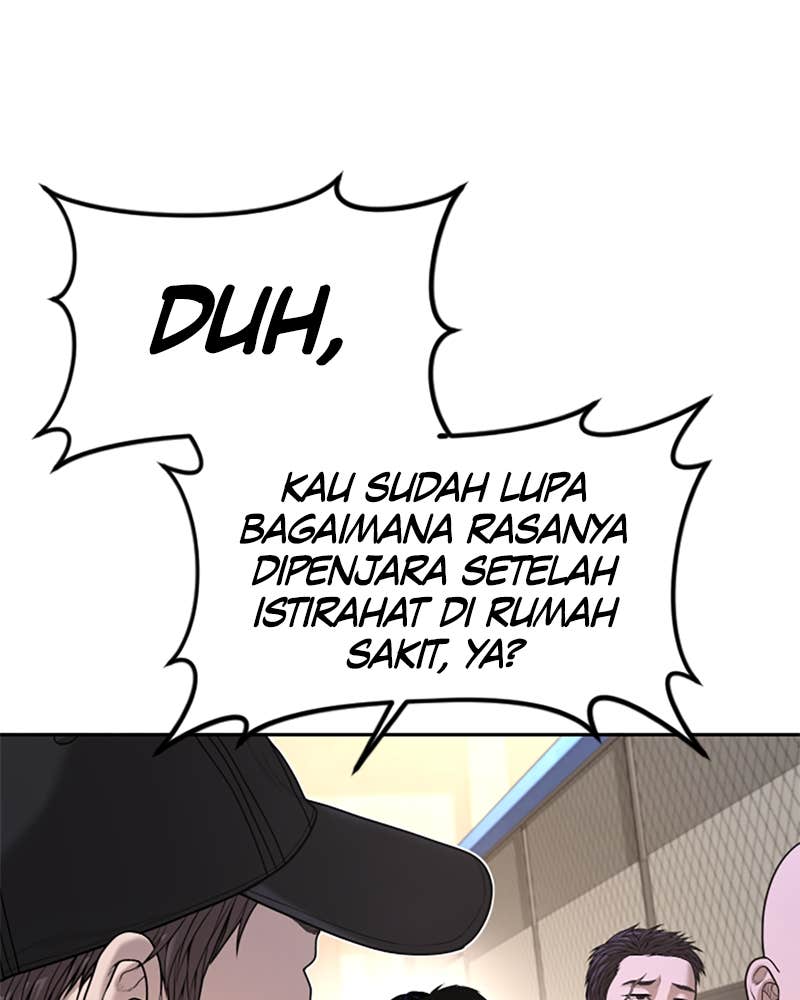 DUH,
KAU SUDAH LUPA
BAGAIMANA RASANYA
DIPENJARA SETELAH
ISTIRAHAT DI RUMAH
SAKIT, YA?